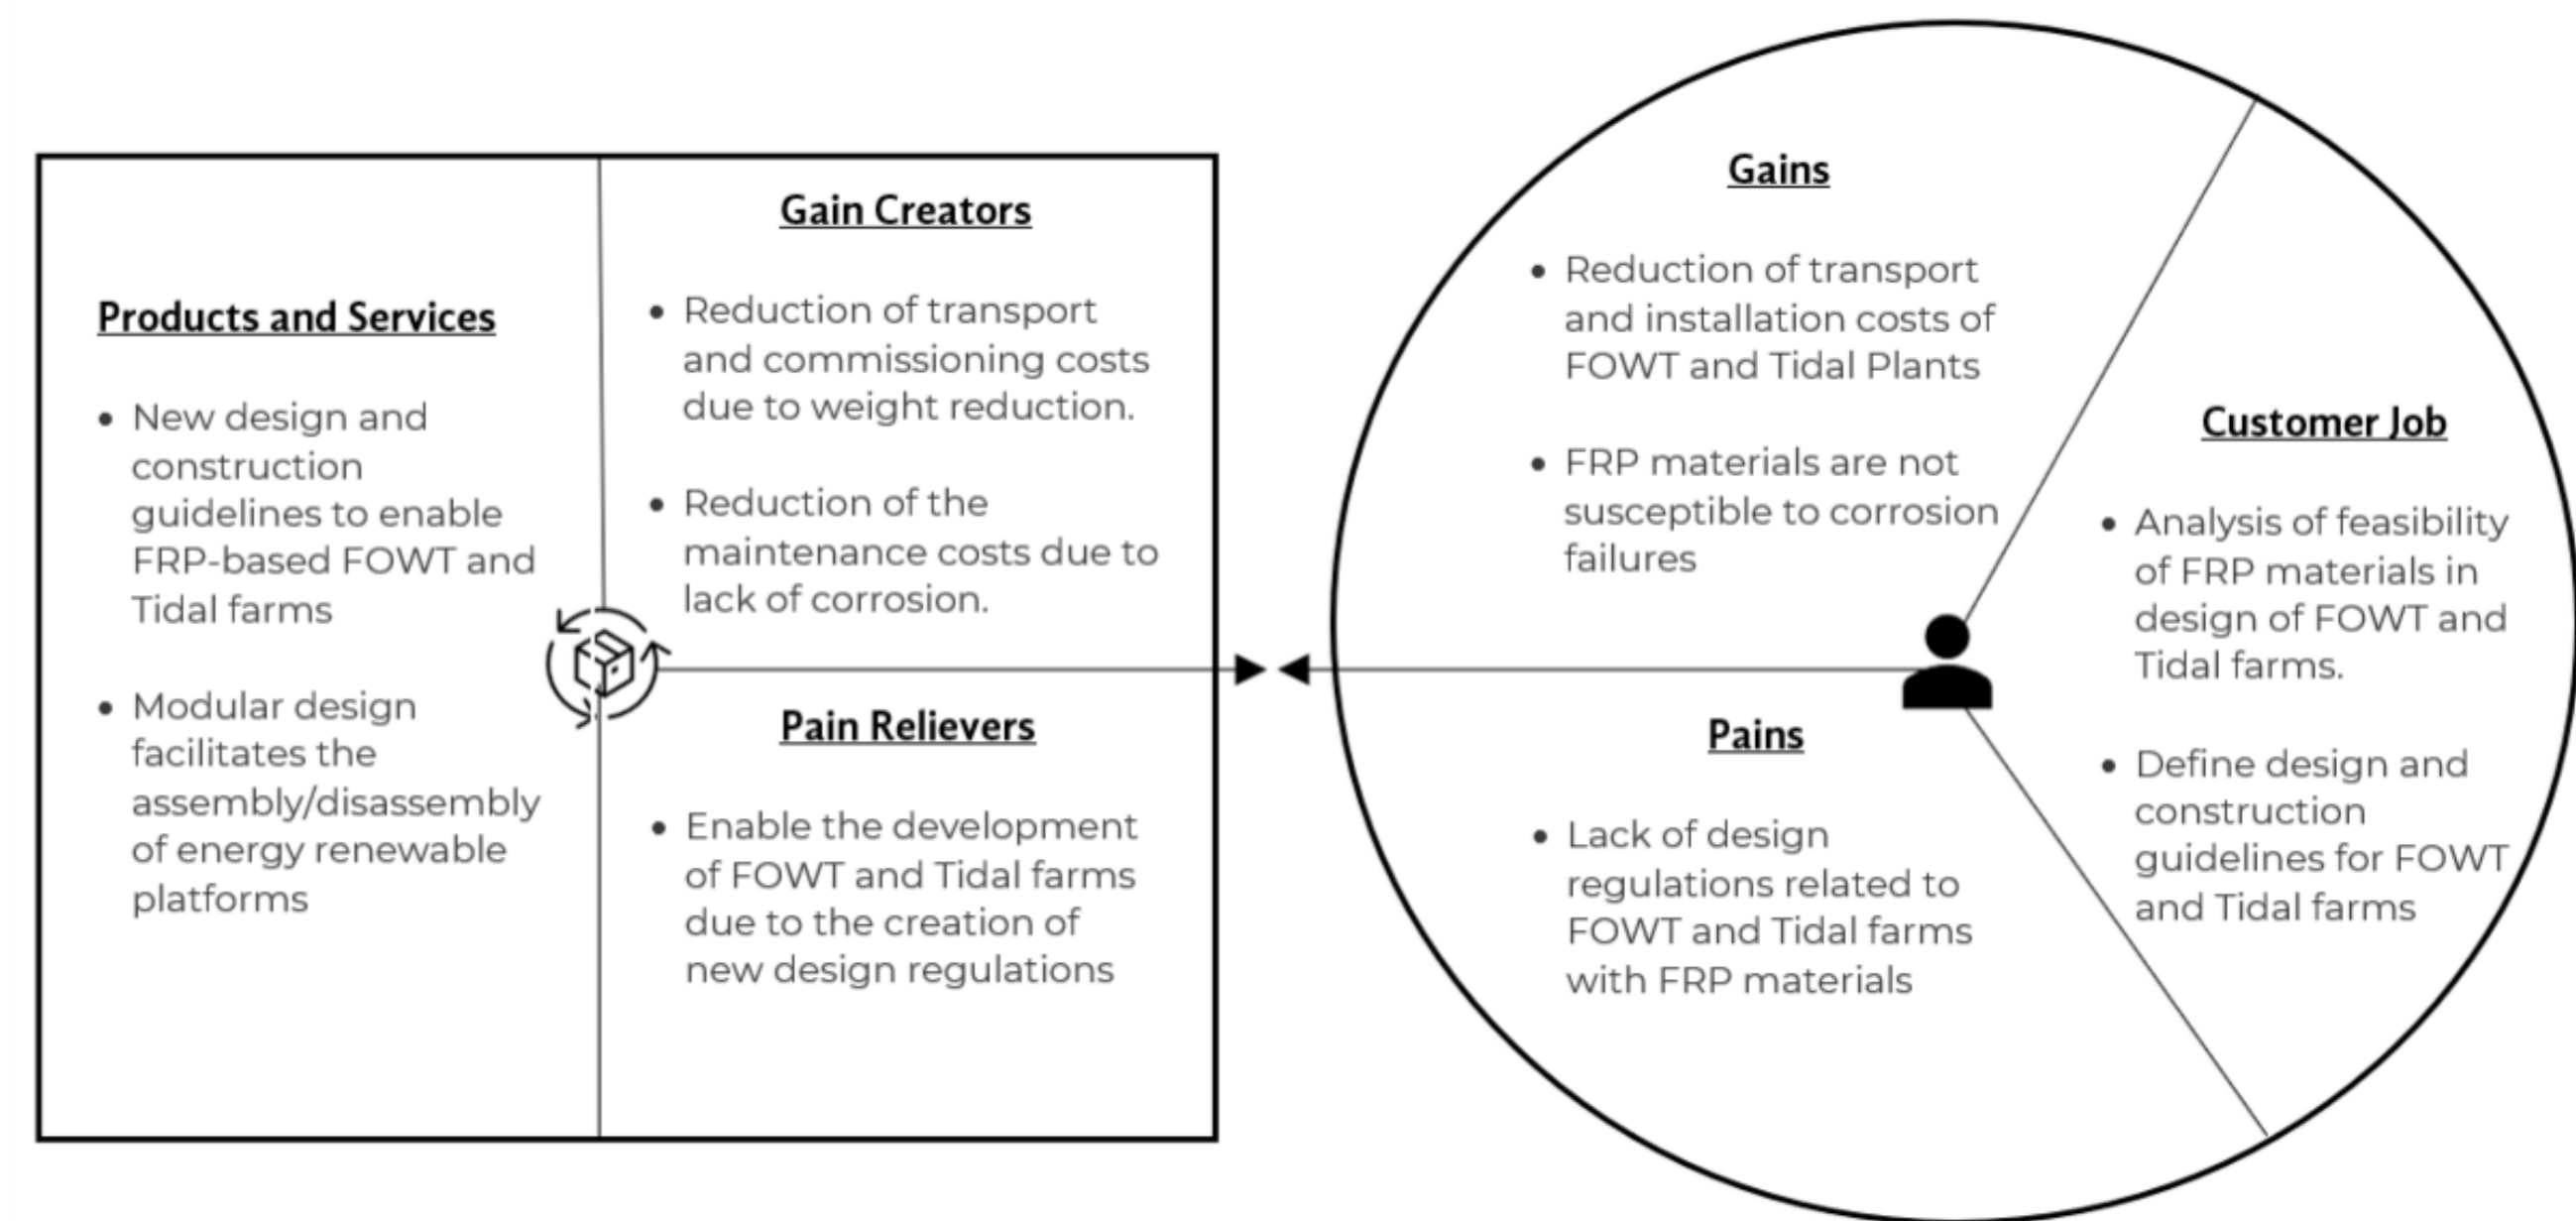 Products and Services
• New design and
construction
guidelines to enable
FRP-based FOWT and
Tidal farms
• Modular design
facilitates the
assembly/disassembly
of energy renewable
platforms
Gain Creators
• Reduction of transport
and commissioning costs
due to weight reduction.
• Reduction of the
maintenance costs due to
lack of corrosion.
Pain Relievers
• Enable the development
of FOWT and Tidal farms
due to the creation of
new design regulations
Gains
• Reduction of transport
and installation costs of
FOWT and Tidal Plants
• FRP materials are not
susceptible to corrosion
failures
Pains
• Lack of design
regulations related to
FOWT and Tidal farms
with FRP materials
Customer Job
• Analysis of feasibility
of FRP materials in
design of FOWT and
Tidal farms.
• Define design and
construction
guidelines for FOWT
and Tidal farms